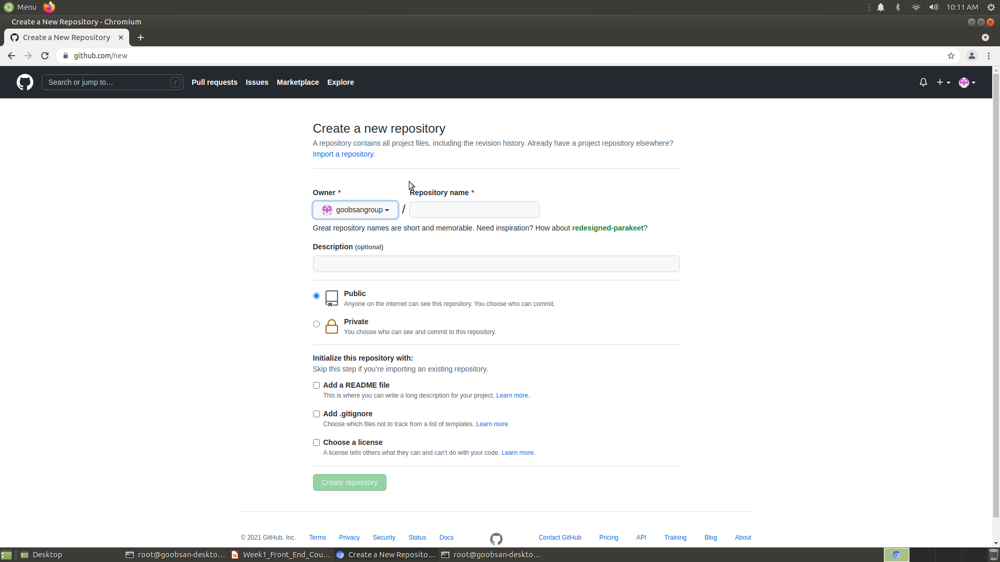 Menu
10:11 AM
Create a New Repository - Chromium
Create a New Repository
github.com/new
Search or jump to…
/
Pull requests
Issues
Marketplace
Explore
Create a new repository
A repository contains all project files, including the revision history. Already have a project repository elsewhere?
Import a repository.
Owner *
Repository name *
goobsangroup
/
Great repository names are short and memorable. Need inspiration? How about redesigned-parakeet?
Description (optional)
Public
Anyone on the internet can see this repository. You choose who can commit.
Private
You choose who can see and commit to this repository.
Initialize this repository with:
Skip this step if you’re importing an existing repository.
Add a README file
This is where you can write a long description for your project. Learn more.
Add .gitignore
Choose which files not to track from a list of templates. Learn more.
Choose a license
A license tells others what they can and can't do with your code. Learn more.
Create repository
© 2021 GitHub, Inc.
Terms
Privacy
Security
Status
Docs
Contact GitHub
Pricing
API
Training
Blog
About
Desktop
root@goobsan-deskto...
Week1_Front_End_Cou...
Create a New Reposito...
root@goobsan-deskto...